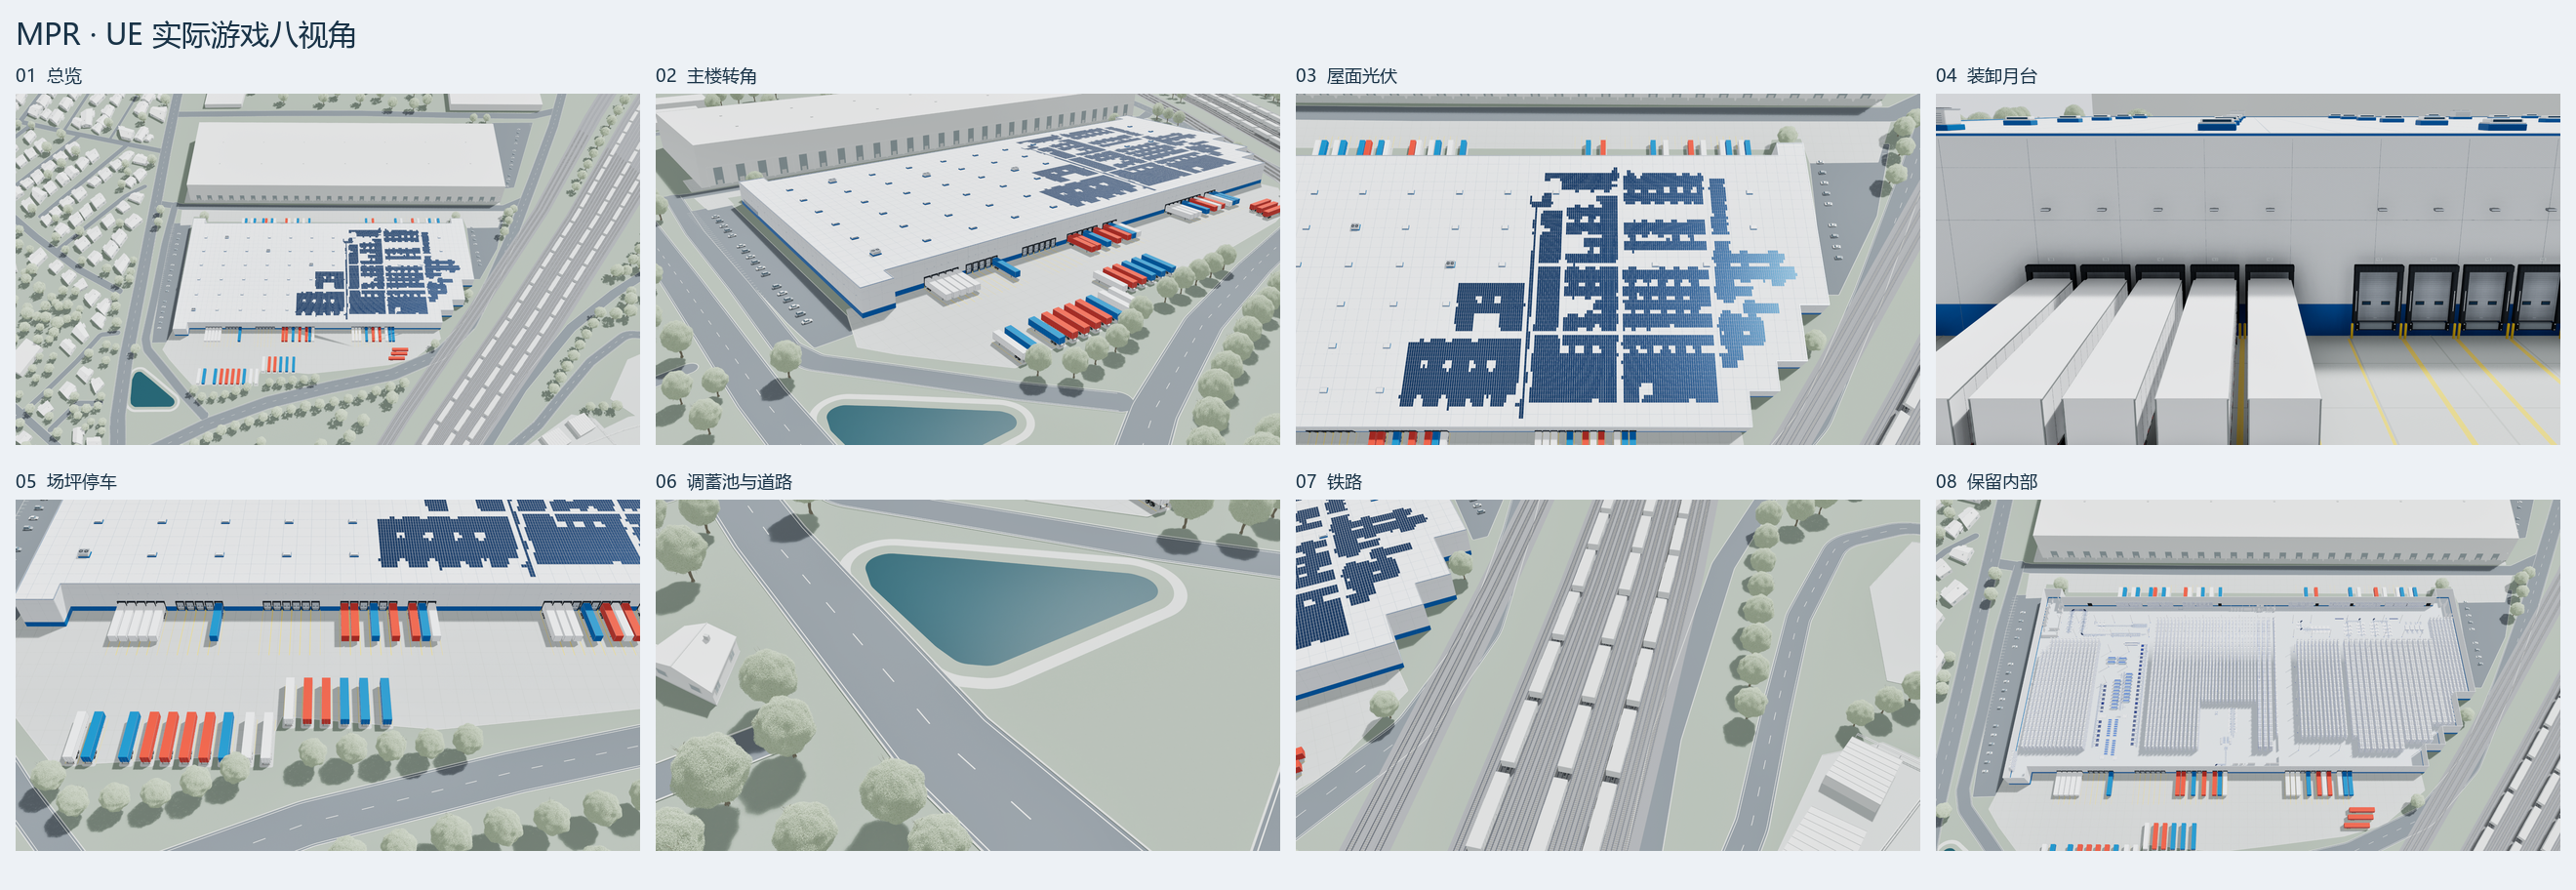 MPR · UE 实际游戏八视角
01 总览
02 主楼转角
03 屋面光伏
04 装卸月台
05 场坪停车
06 调蓄池与道路
07 铁路
08 保留内部